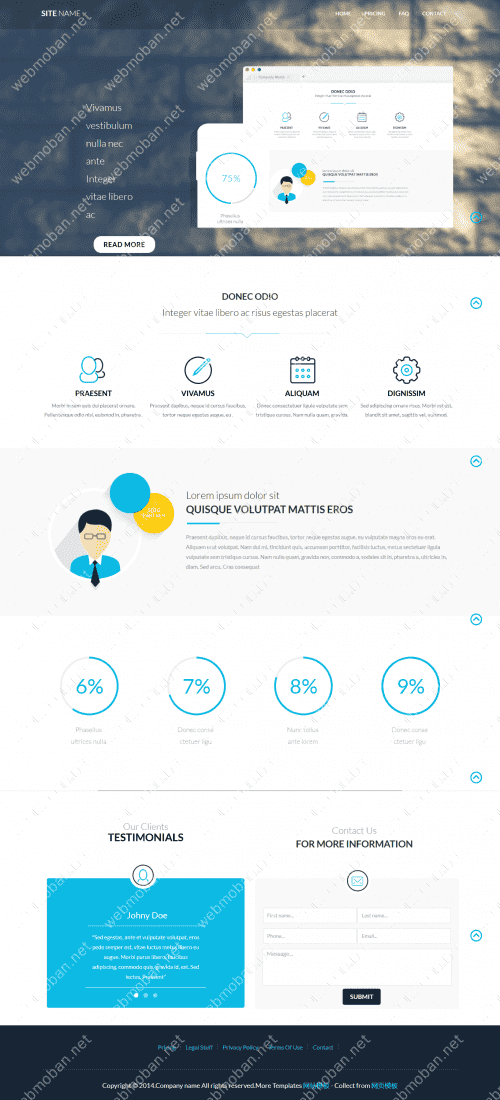 SITE NAME
HOME PRICING FAQ CONTACT
Vivamus
vestibulum
nulla nec
ante
Integer
vitae libero
ac
READ MORE
Company Name
DONEC ODIO
PRAESENT VIVAMUS ALIQUAM DIGNISSIM
QUISQUE VOLUTPAT MATTIS EROS
75%
Phasellus
ultrices nulla
DONEC ODIO
Integer vitae libero ac risus egestas placerat
PRAESENT
Morbi in sem quis dui placerat ornare.
Pellentesque odio nisi, euismod in, pharetra
VIVAMUS
Praesent dapibus, neque id cursus faucibus,
tortor neque egestas augue, eu
ALIQUAM
Donec consectetuer ligula vulputate sem
tristique cursus. Nam nulla quam, gravida
DIGNISSIM
Sed adipiscing ornare risus. Morbi est est,
blandit sit amet, sagittis vel, euismod
Lorem ipsum dolor sit
QUISQUE VOLUTPAT MATTIS EROS
Praesent dapibus, neque id cursus faucibus, tortor neque egestas augue, eu vulputate magna eros eu erat.
Aliquam erat volutpat. Nam dui mi, tincidunt quis, accumsan porttitor, facilisis luctus, metus vectetuer ligula
vulputate sem tristique cursus. Nam nulla quam, gravida non, commodo a, sodales sit in, pharetra a, ultricies in,
diam. Sed arcu. Cras consequat
6%
Phasellus
ultrices nulla
7%
Donec conse
ctetuer ligu
8%
Nunc tellus
ante lorem
9%
Donec conse
ctetuer ligu
Our Clients
TESTIMONIALS
Johny Doe
"Sed egestas, ante et vulputate volutpat, eros
pede semper est, vitae luctus metus libero eu
augue. Morbi purus libero, faucibus
adipiscing, commodo quis, gravida id, est. Sed
lectus. Praesent"
Contact Us
FOR MORE INFORMATION
First name...
Last name...
Phone...
Email...
Message...
SUBMIT
Privacy Legal Stuff Privacy Policy Terms Of Use Contact
Copyright © 2014.Company name All rights reserved.More Templates 网站模板 - Collect from 网页模板
webmoban.net